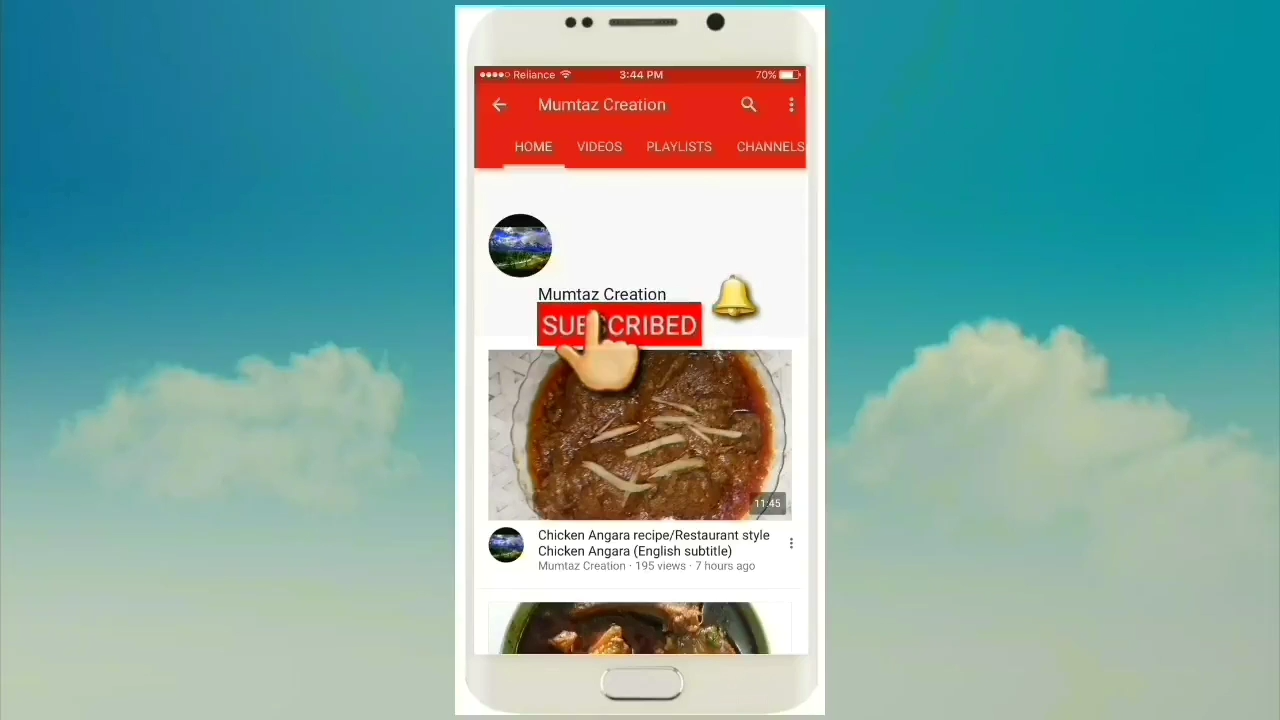 Reliance 3:44 PM 70%
Mumtaz Creation
HOME VIDEOS PLAYLISTS CHANNELS
Mumtaz Creation
SUBSCRIBED
11:45
Chicken Angara recipe/Restaurant style
Chicken Angara (English subtitle)
Mumtaz Creation · 195 views · 7 hours ago